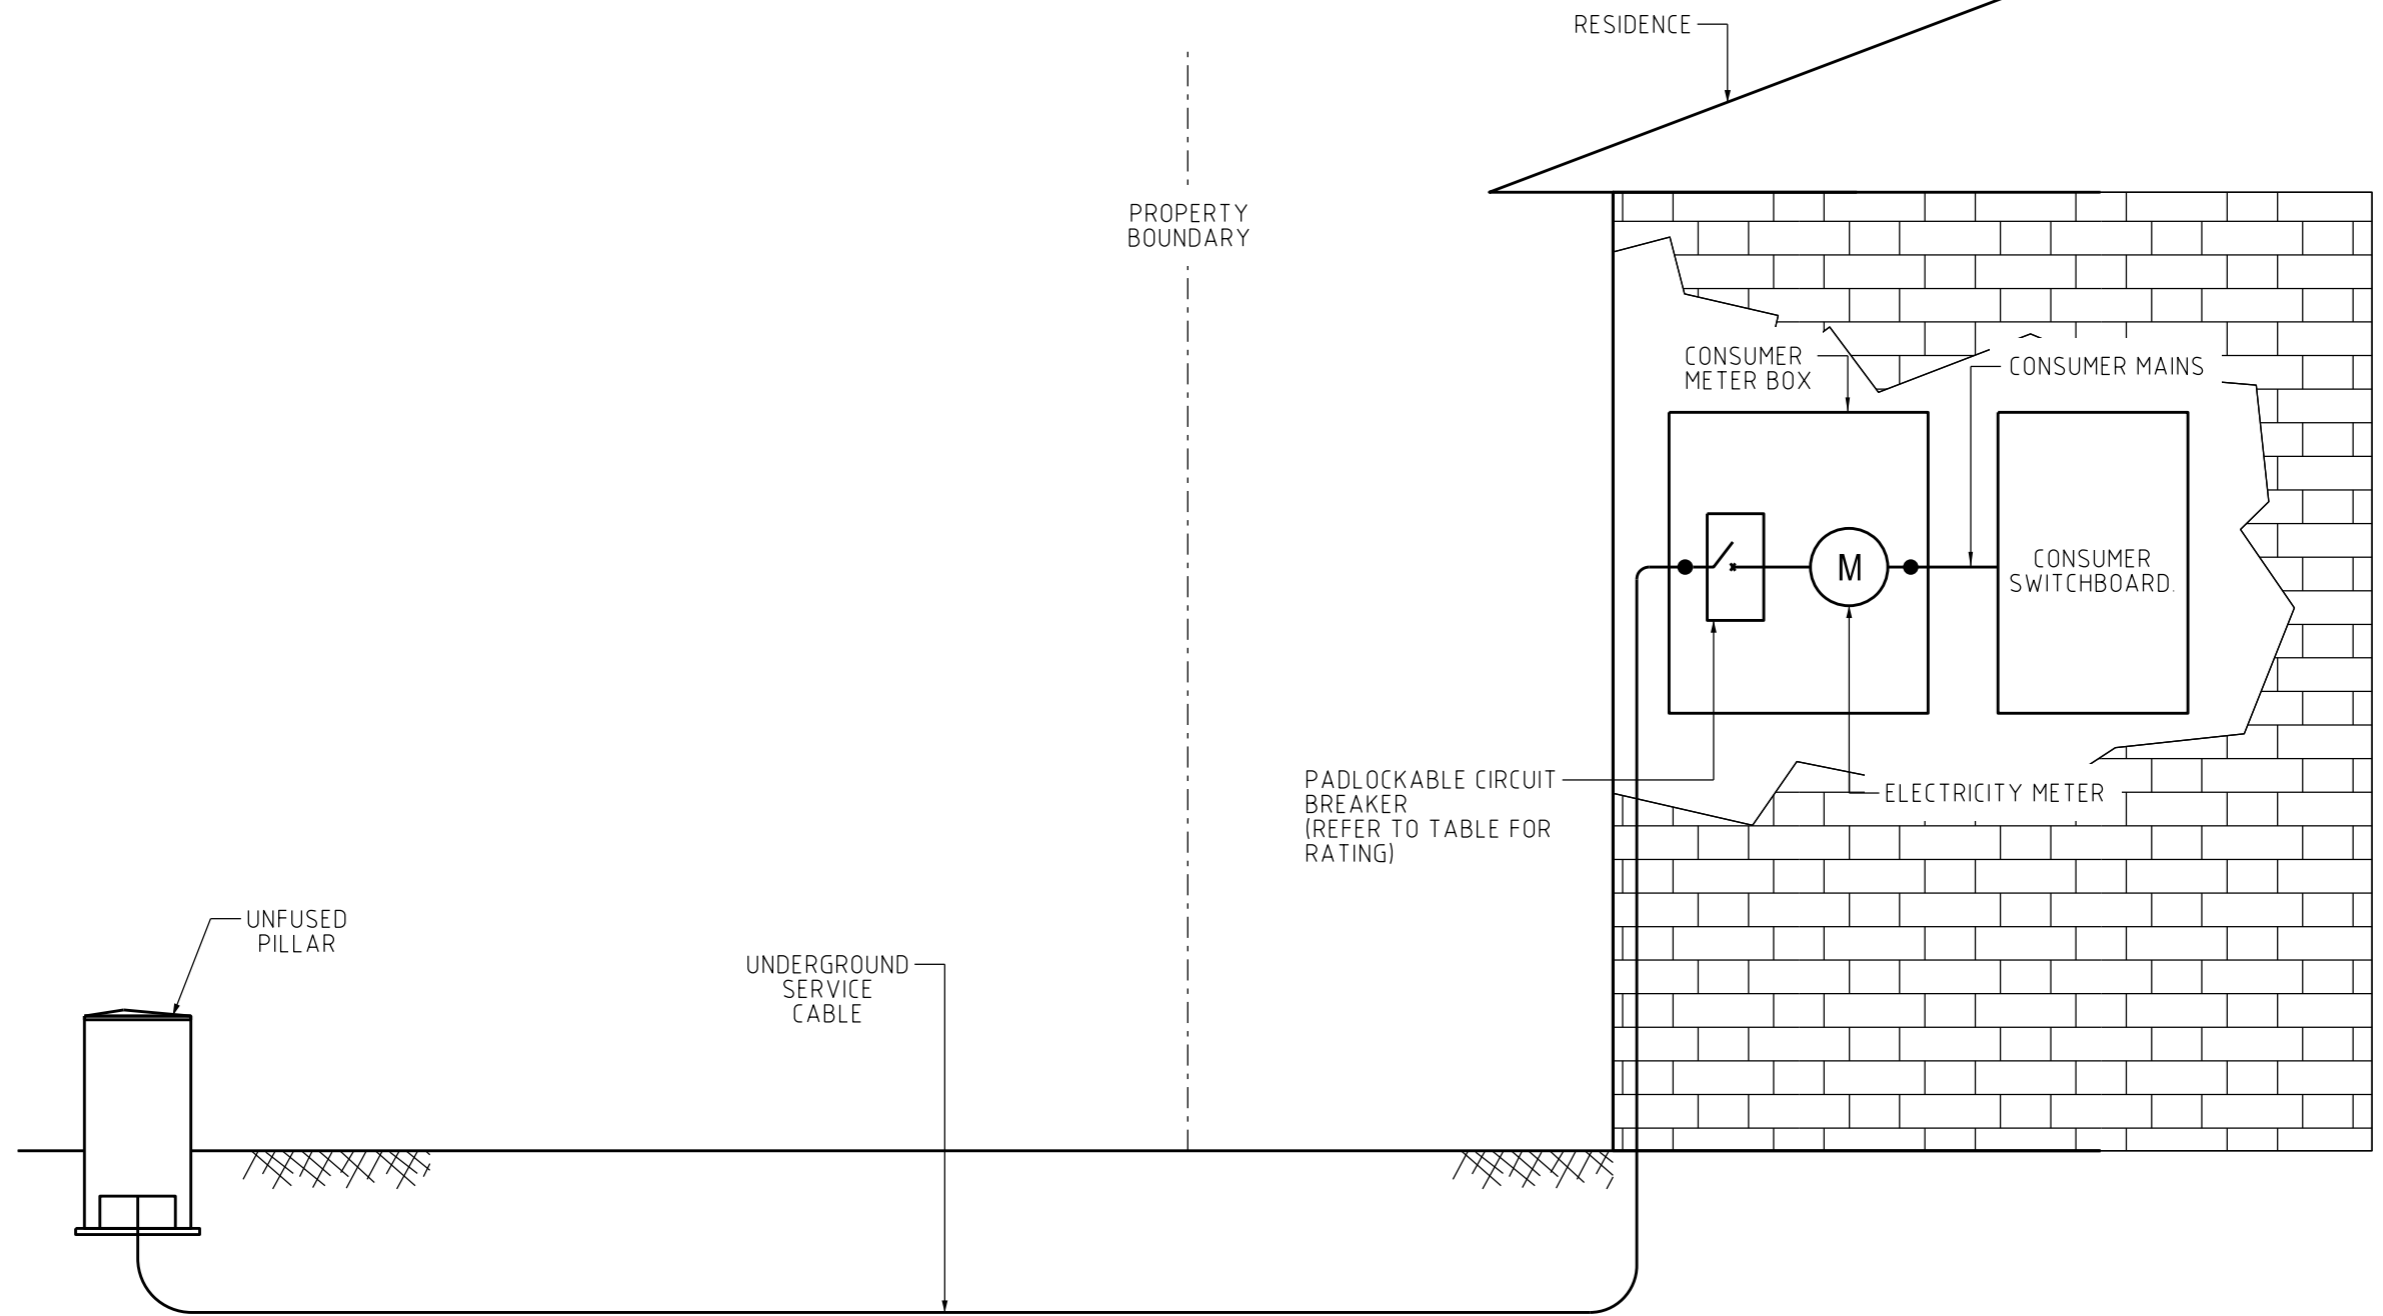 RESIDENCE
PROPERTY
BOUNDARY
CONSUMER
METER BOX
CONSUMER MAINS
M
CONSUMER
SWITCHBOARD.
PADLOCKABLE CIRCUIT
BREAKER
(REFER TO TABLE FOR
RATING)
ELECTRICITY METER
UNFUSED
PILLAR
UNDERGROUND
SERVICE
CABLE